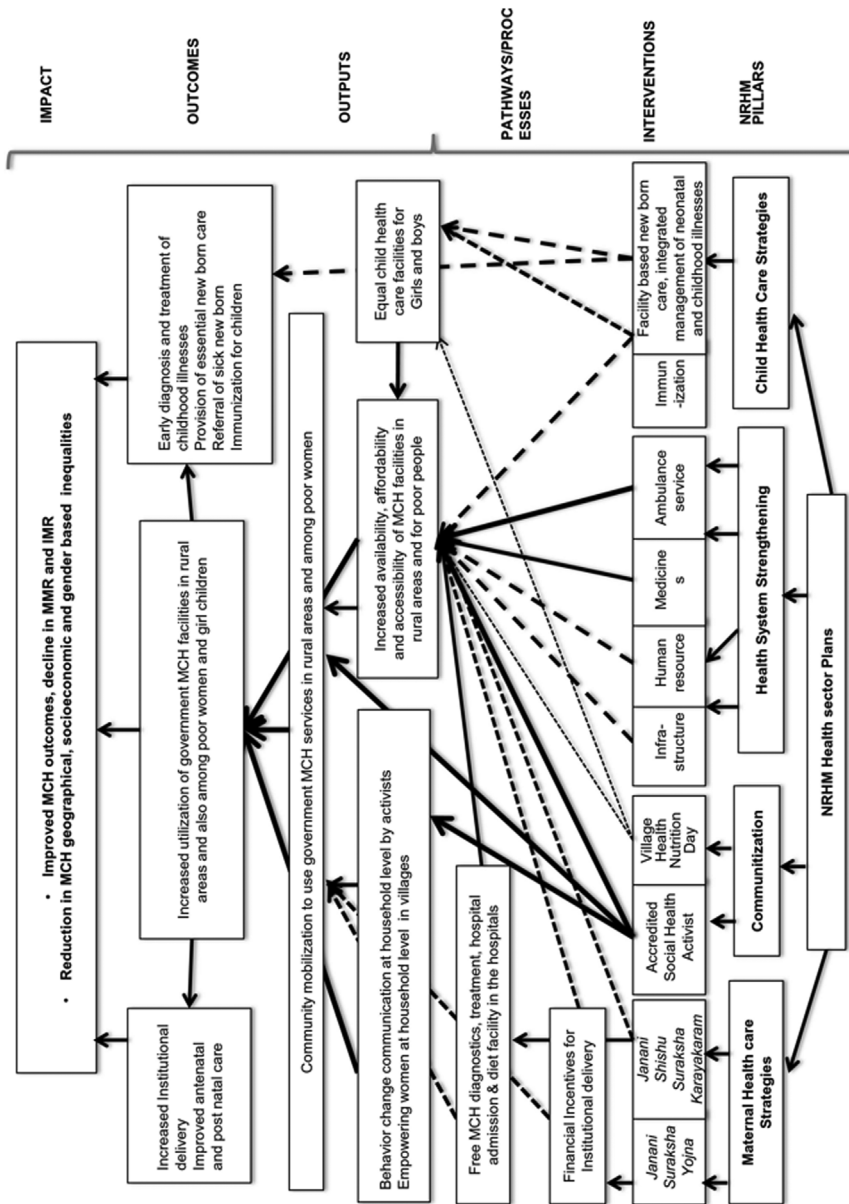 IMPACT
• Improved MCH outcomes, decline in MMR and IMR
• Reduction in MCH geographical, socioeconomic and gender based inequalities
OUTCOMES
Increased Institutional
delivery
Improved antenatal
and post natal care
Increased utilization of government MCH facilities in rural
areas and also among poor women and girl children
Early diagnosis and treatment of
childhood illnesses
Provision of essential new born care
Referral of sick new born
Immunization for children
OUTPUTS
Community mobilization to use government MCH services in rural areas and among poor women
Behavior change communication at household level by activists
Empowering women at household level in villages
Increased availability, affordability
and accessibility of MCH facilities in
rural areas and for poor people
Equal child health
care facilities for
Girls and boys
PATHWAYS/PROC
ESSES
Free MCH diagnostics, treatment, hospital
admission & diet facility in the hospitals
Financial Incentives for
Institutional delivery
INTERVENTIONS
Janani
Suraksha
Yojna
Janani
Shishu
Suraksha
Karayakaram
Accredited
Social Health
Activist
Village
Health
Nutrition
Day
Infra-
structure
Human
resource
Medicine
s
Ambulance
service
Immun
-ization
Facility based new born
care, integrated
management of neonatal
and childhood illnesses
NRHM
PILLARS
Maternal Health care
Strategies
Communitization
Health System Strengthening
Child Health Care Strategies
NRHM Health sector Plans